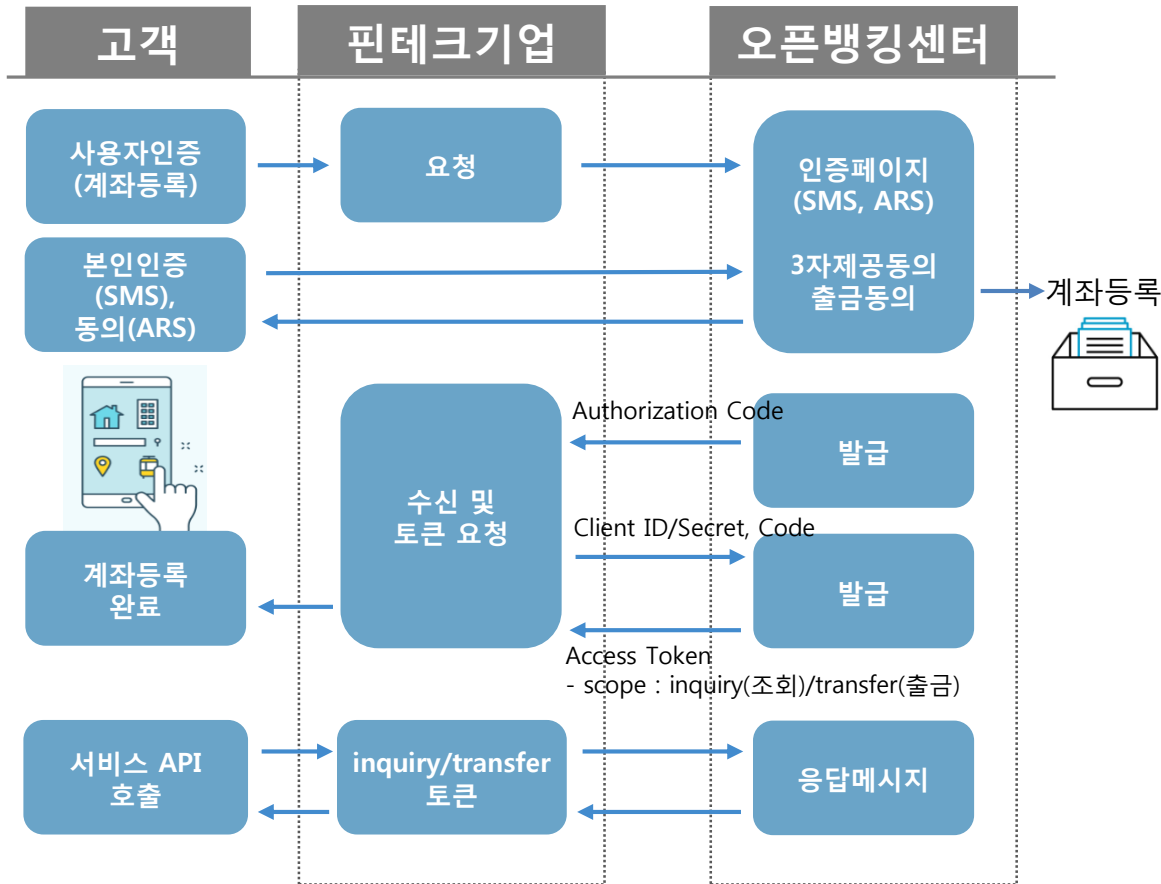 고객
핀테크기업
오픈뱅킹센터
사용자인증
(계좌등록)
요청
인증페이지
(SMS, ARS)
3자제공동의
출금동의
본인인증
(SMS),
동의(ARS)
계좌등록
Authorization Code
발급
수신 및
토큰 요청
Client ID/Secret, Code
발급
계좌등록
완료
Access Token
- scope : inquiry(조회)/transfer(출금)
서비스 API
호출
inquiry/transfer
토큰
응답메시지